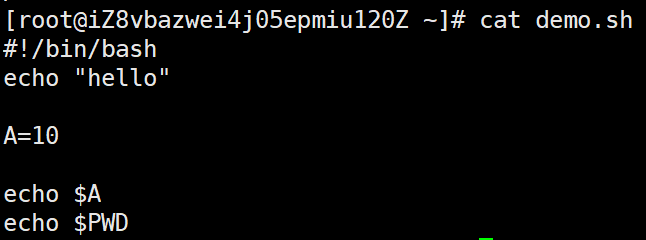 [root@iZ8vbazwei4j05epmiu120Z ~]# cat demo.sh
#!/bin/bash
echo "hello"
A=10
echo $A
echo $PWD